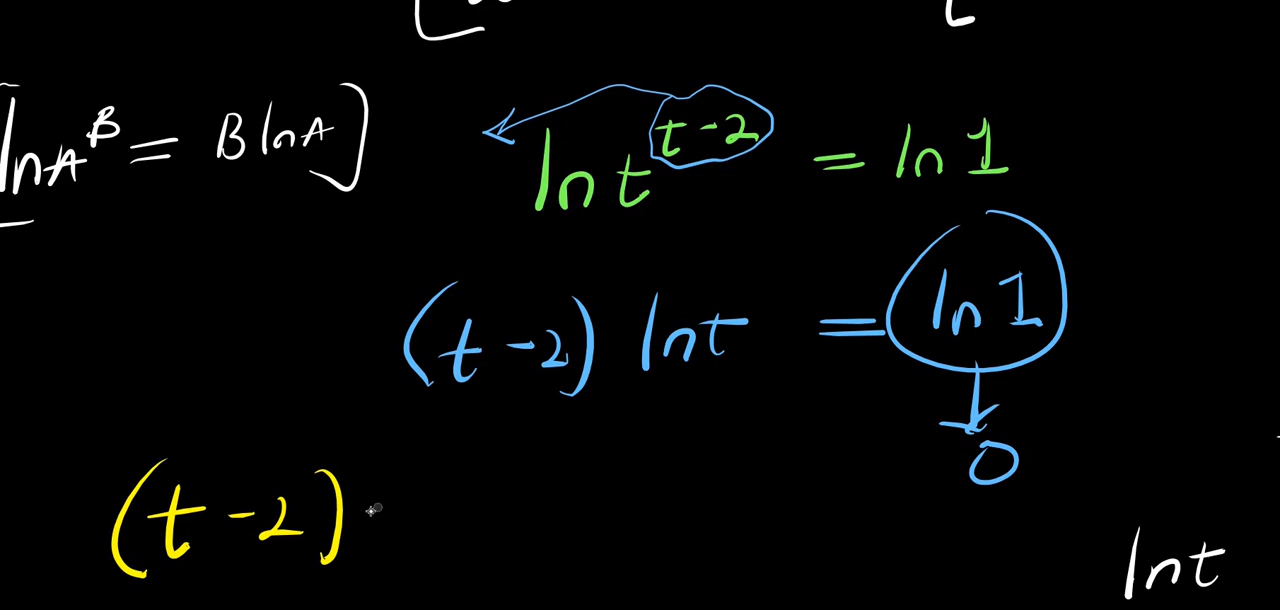 ln A^B = B ln A]
ln t^(t-2) = ln 1
(t-2) ln t = ln 1
0
(t-2)
ln t